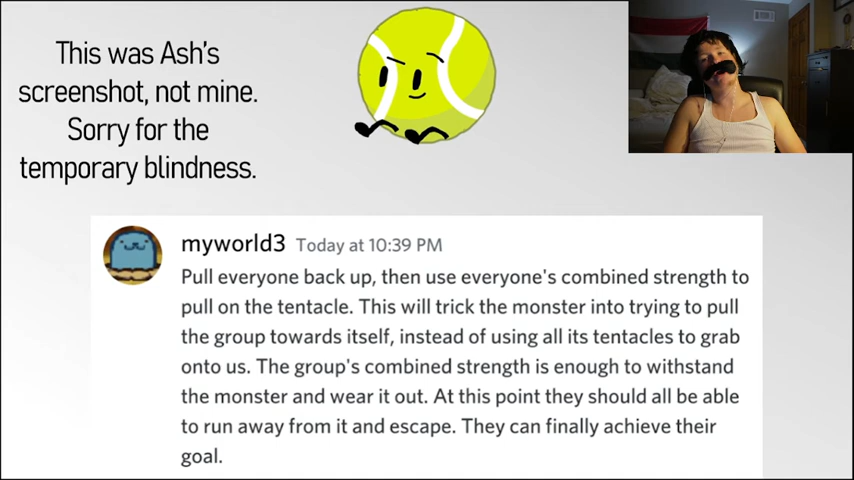 This was Ash's
screenshot, not mine.
Sorry for the
temporary blindness.
myworld3 Today at 10:39 PM
Pull everyone back up, then use everyone's combined strength to
pull on the tentacle. This will trick the monster into trying to pull
the group towards itself, instead of using all its tentacles to grab
onto us. The group's combined strength is enough to withstand
the monster and wear it out. At this point they should all be able
to run away from it and escape. They can finally achieve their
goal.